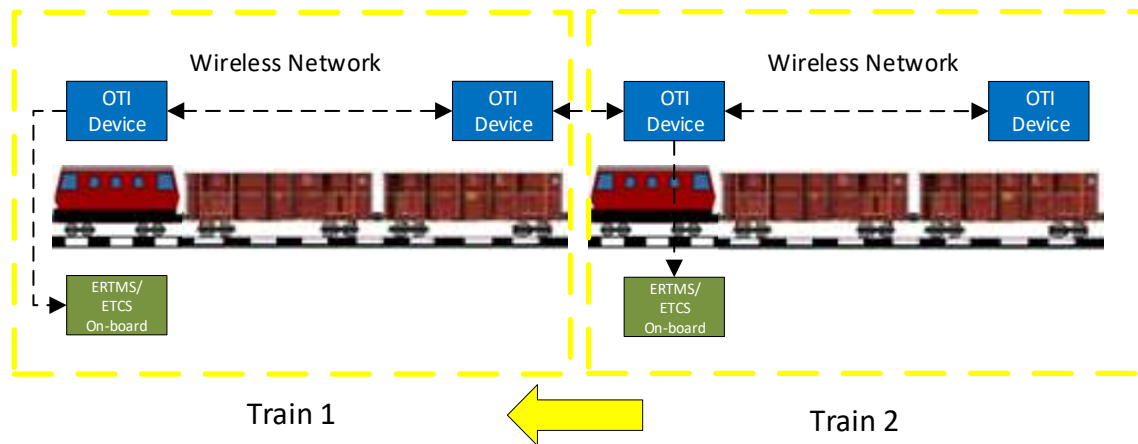 Wireless Network
Wireless Network
OTI
Device
OTI
Device
OTI
Device
OTI
Device
ERTMS/
ETCS
On-board
ERTMS/
ETCS
On-board
Train 1
Train 2